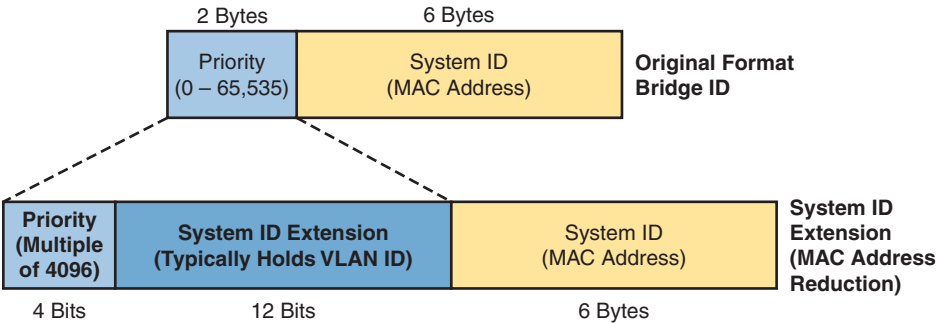 2 Bytes
6 Bytes
Priority
(0 – 65,535)
System ID
(MAC Address)
Original Format
Bridge ID
Priority
(Multiple
of 4096)
System ID Extension
(Typically Holds VLAN ID)
System ID
(MAC Address)
System ID
Extension
(MAC Address
Reduction)
4 Bits
12 Bits
6 Bytes